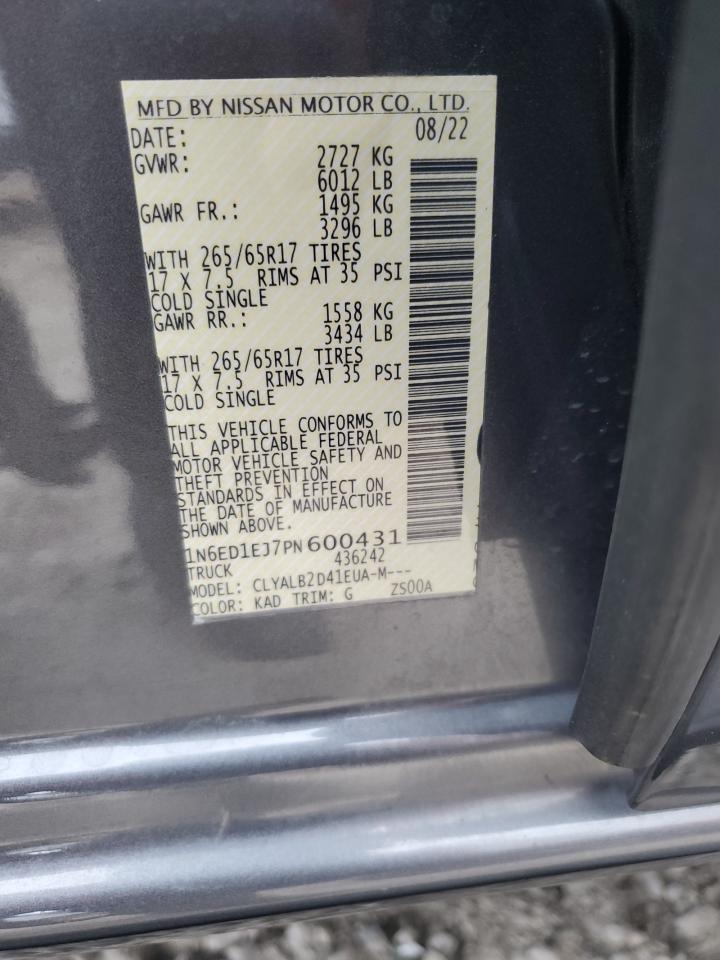 MFD BY NISSAN MOTOR CO., LTD.
DATE: 08/22
GVWR: 2727 KG
6012 LB
GAWR FR.: 1495 KG
3296 LB
WITH 265/65R17 TIRES
17 X 7.5 RIMS AT 35 PSI
COLD SINGLE
GAWR RR.: 1558 KG
3434 LB
WITH 265/65R17 TIRES
17 X 7.5 RIMS AT 35 PSI
COLD SINGLE
THIS VEHICLE CONFORMS TO
ALL APPLICABLE FEDERAL
MOTOR VEHICLE SAFETY AND
THEFT PREVENTION
STANDARDS IN EFFECT ON
THE DATE OF MANUFACTURE
SHOWN ABOVE.
1N6ED1EJ7PN600431
TRUCK 436242
MODEL: CLYALB2D41EUA-M---
COLOR: KAD TRIM: G ZS00A